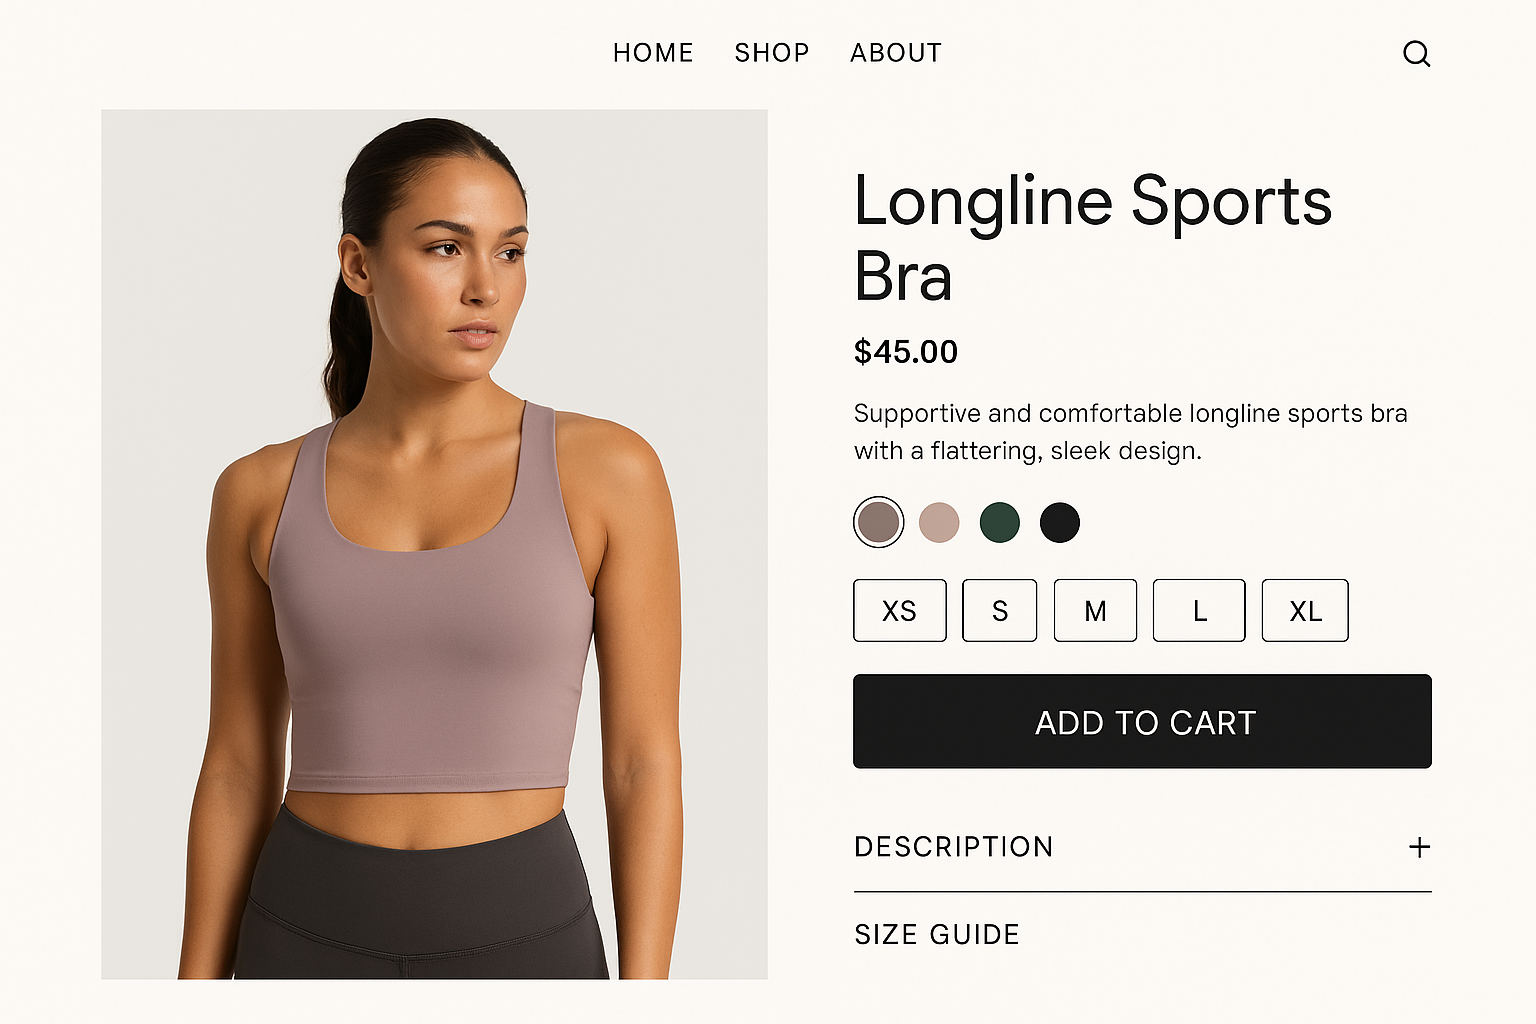 HOME SHOP ABOUT
Longline Sports
Bra
$45.00
Supportive and comfortable longline sports bra
with a flattering, sleek design.
XS S M L XL
ADD TO CART
DESCRIPTION +
SIZE GUIDE